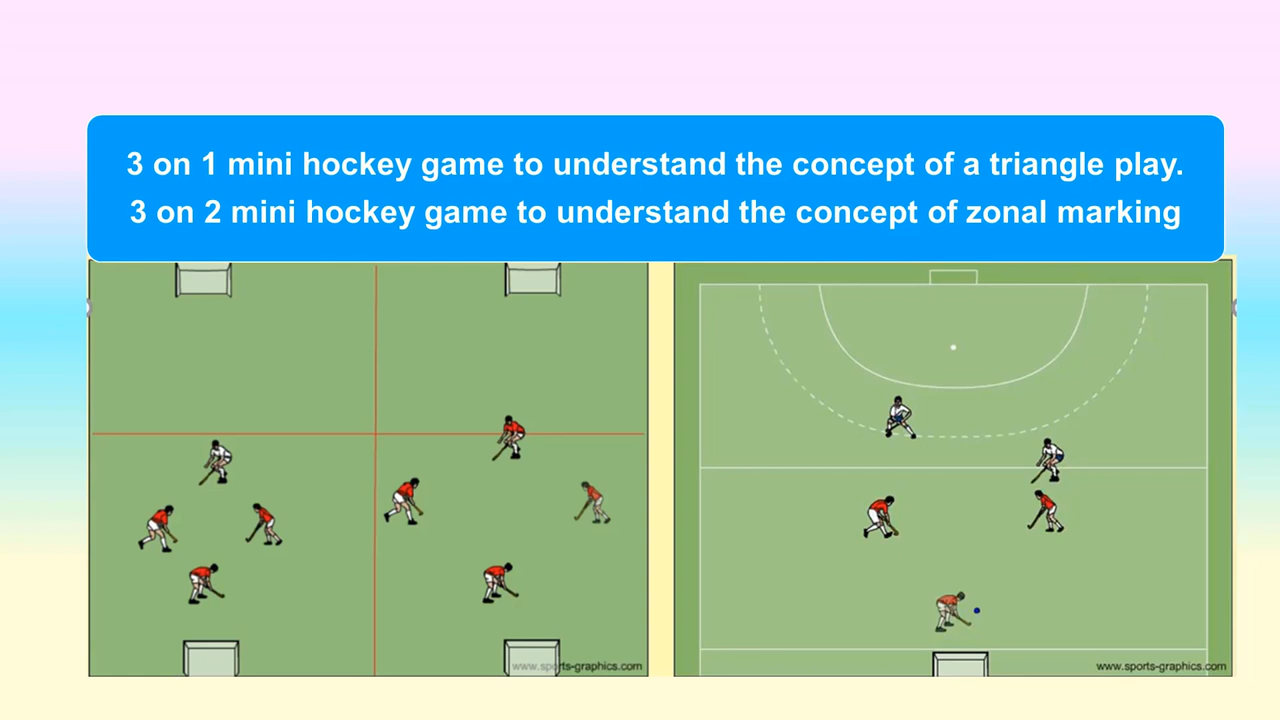 3 on 1 mini hockey game to understand the concept of a triangle play.
3 on 2 mini hockey game to understand the concept of zonal marking
www.sports-graphics.com
www.sports-graphics.com